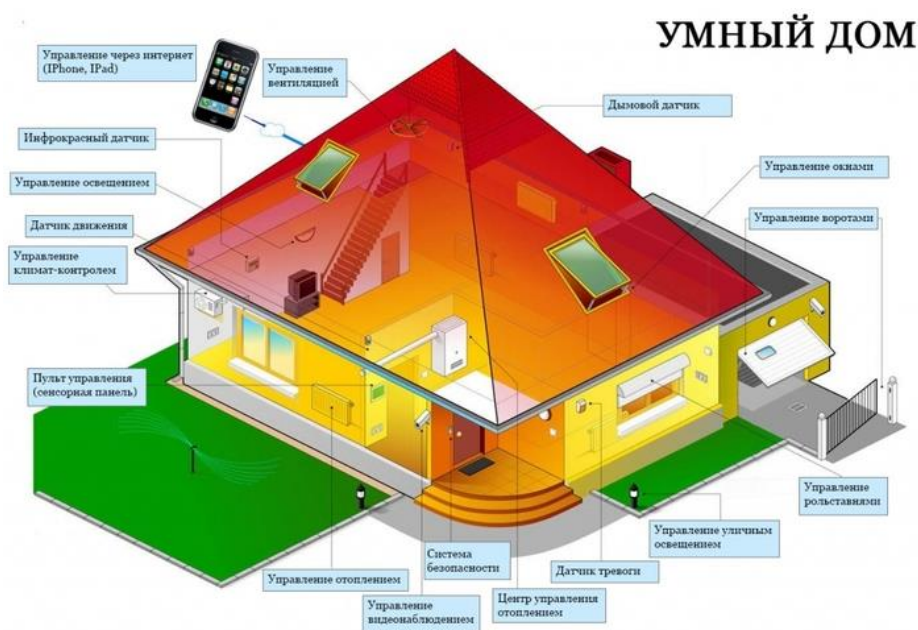 УМНЫЙ ДОМ
Управление через интернет
(IPhone, IPad)
Управление
вентиляцией
Дымовой датчик
Инфрокрасный датчик
Управление окнами
Управление освещением
Управление воротами
Датчик движения
Управление
климат-контролем
Пульт управления
(сенсорная панель)
Управление
рольставнями
Управление уличным
освещением
Система
безопасности
Датчик тревоги
Управление отоплением
Центр управления
отоплением
Управление
видеонаблюдением